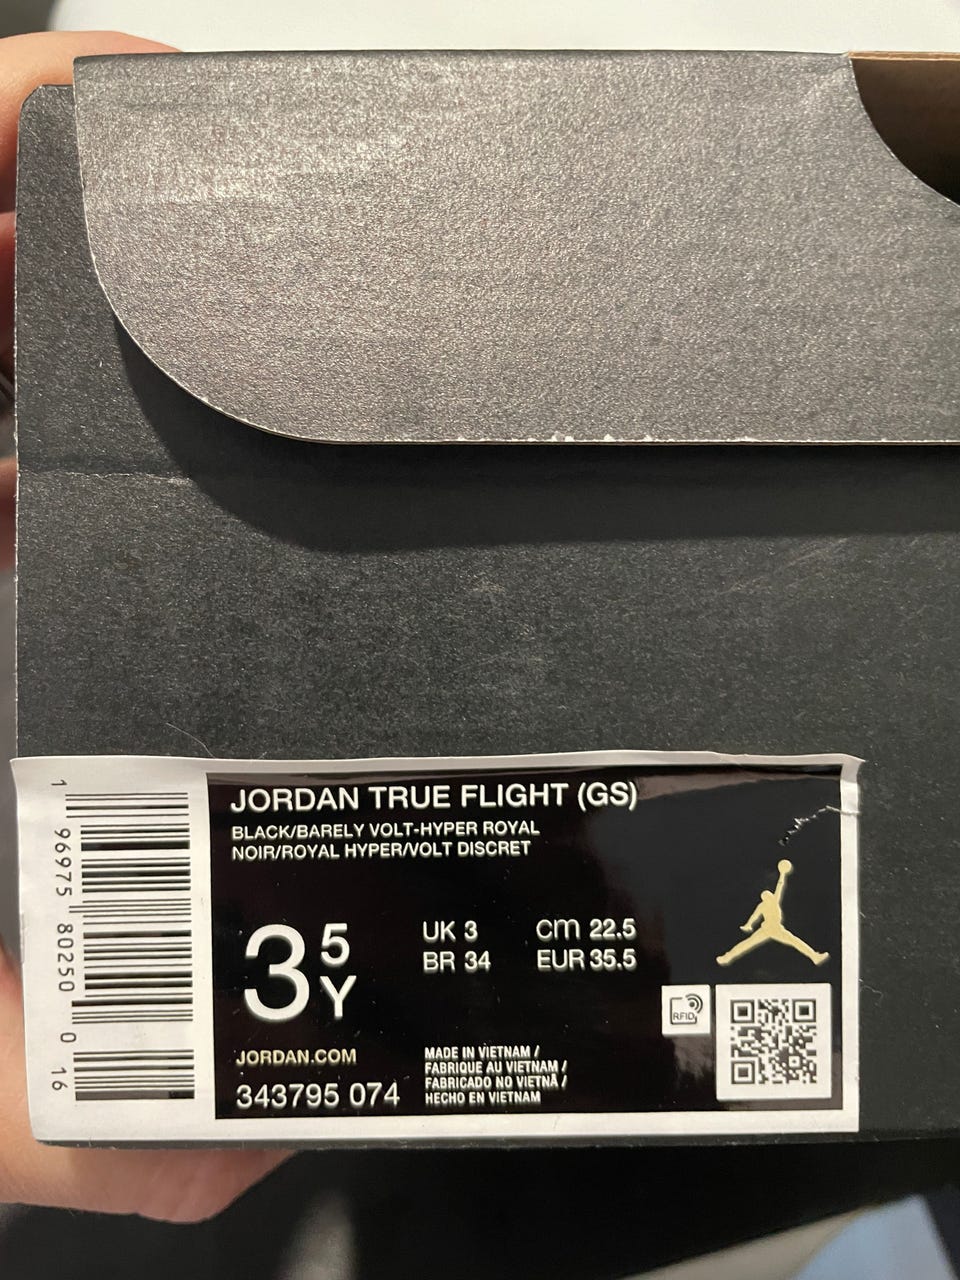 JORDAN TRUE FLIGHT (GS)
BLACK/BARELY VOLT-HYPER ROYAL
NOIR/ROYAL HYPER/VOLT DISCRET
3 5 Y
UK 3 cm 22.5
BR 34 EUR 35.5
RFID
JORDAN.COM
343795 074
MADE IN VIETNAM /
FABRIQUE AU VIETNAM /
FABRICADO NO VIETNÃ /
HECHO EN VIETNAM
1 96975 80250 0 16